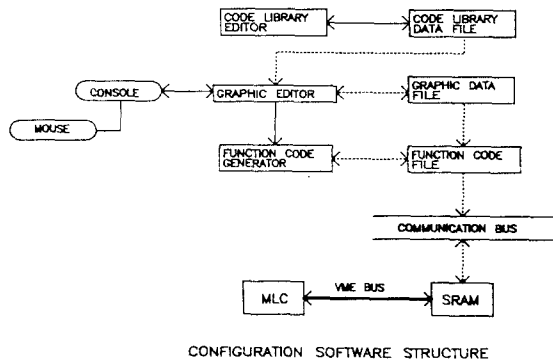 CODE LIBRARY
EDITOR
CODE LIBRARY
DATA FILE
CONSOLE
GRAPHIC EDITOR
GRAPHIC DATA
FILE
MOUSE
FUNCTION CODE
GENERATOR
FUNCTION CODE
FILE
COMMUNICATION BUS
MLC
VME BUS
SRAM
CONFIGURATION SOFTWARE STRUCTURE